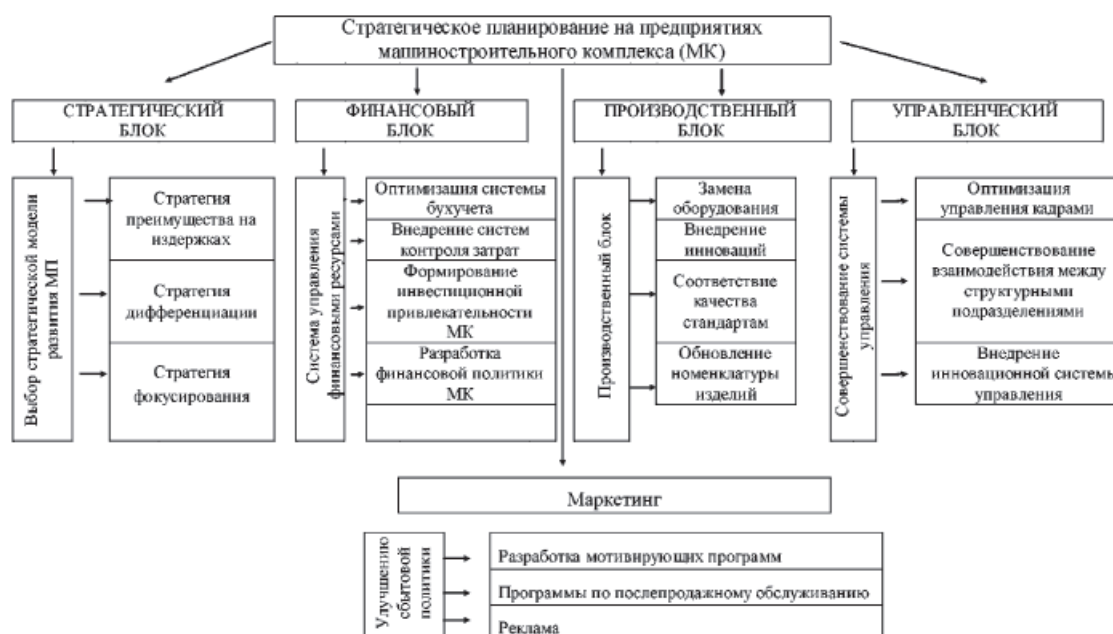 Стратегическое планирование на предприятиях
машиностроительного комплекса (МК)
СТРАТЕГИЧЕСКИЙ
БЛОК
ФИНАНСОВЫЙ
БЛОК
ПРОИЗВОДСТВЕННЫЙ
БЛОК
УПРАВЛЕНЧЕСКИЙ
БЛОК
Выбор стратегической модели
развития МП
Стратегия
преимущества на
издержках
Стратегия
дифференциации
Стратегия
фокусирования
Система управления
финансовыми ресурсами
Оптимизация системы
бухучета
Внедрение систем
контроля затрат
Формирование
инвестиционной
привлекательности
МК
Разработка
финансовой политики
МК
Производственный блок
Замена
оборудования
Внедрение
инноваций
Соответствие
качества
стандартам
Обновление
номенклатуры
изделий
Совершенствование системы
управления
Оптимизация
управления кадрами
Совершенствование
взаимодействия между
структурными
подразделениями
Внедрение
инновационной системы
управления
Маркетинг
Улучшению
сбытовой
политики
Разработка мотивирующих программ
Программы по послепродажному обслуживанию
Реклама